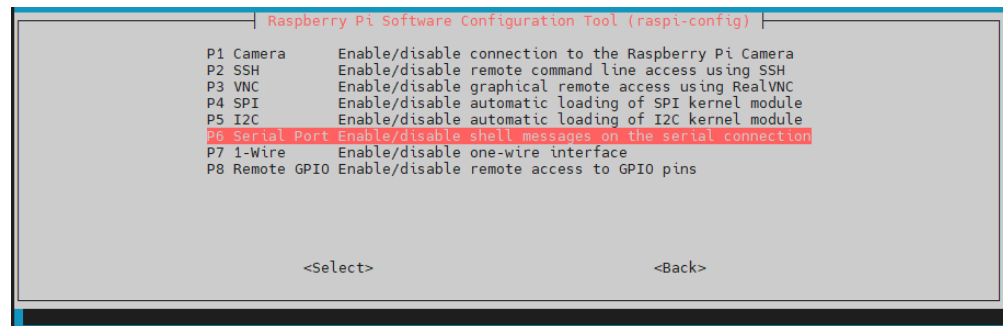 Raspberry Pi Software Configuration Tool (raspi-config)
P1 Camera Enable/disable connection to the Raspberry Pi Camera
P2 SSH Enable/disable remote command line access using SSH
P3 VNC Enable/disable graphical remote access using RealVNC
P4 SPI Enable/disable automatic loading of SPI kernel module
P5 I2C Enable/disable automatic loading of I2C kernel module
P6 Serial Port Enable/disable shell messages on the serial connection
P7 1-Wire Enable/disable one-wire interface
P8 Remote GPIO Enable/disable remote access to GPIO pins
<Select> <Back>